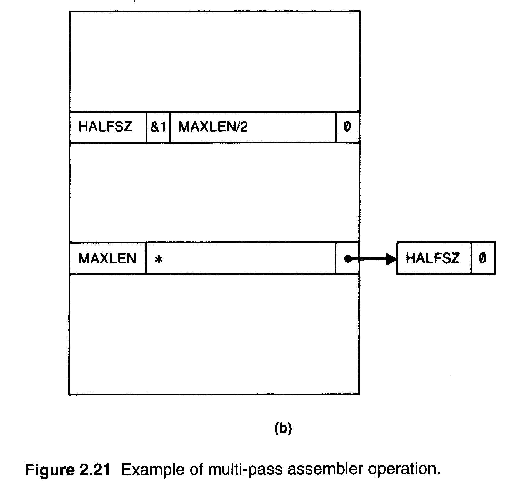 HALFSZ &1 MAXLEN/2 0
MAXLEN * HALFSZ 0
(b)
Figure 2.21 Example of multi-pass assembler operation.